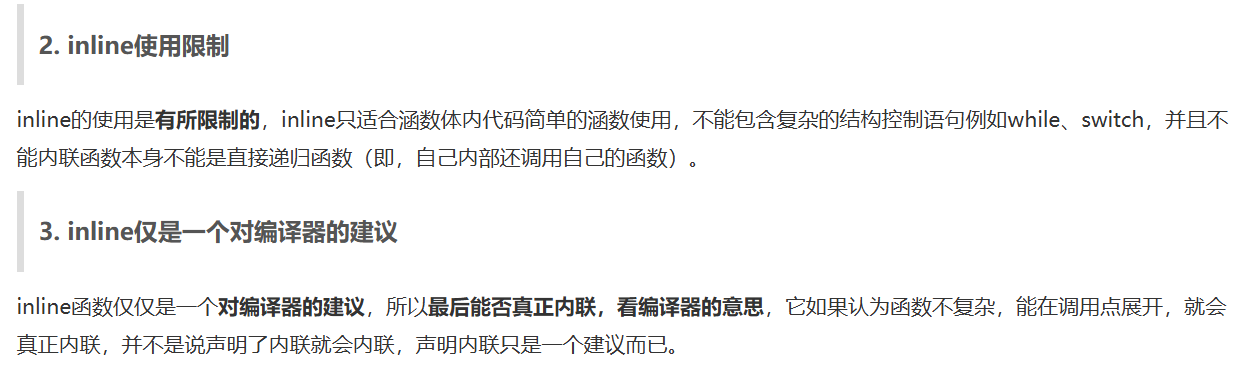 2. inline使用限制
inline的使用是有所限制的，inline只适合涵数体内代码简单的涵数使用，不能包含复杂的结构控制语句例如while、switch，并且不
能内联函数本身不能是直接递归函数（即，自己内部还调用自己的函数）。
3. inline仅是一个对编译器的建议
inline函数仅仅是一个对编译器的建议，所以最后能否真正内联，看编译器的意思，它如果认为函数不复杂，能在调用点展开，就会
真正内联，并不是说声明了内联就会内联，声明内联只是一个建议而已。